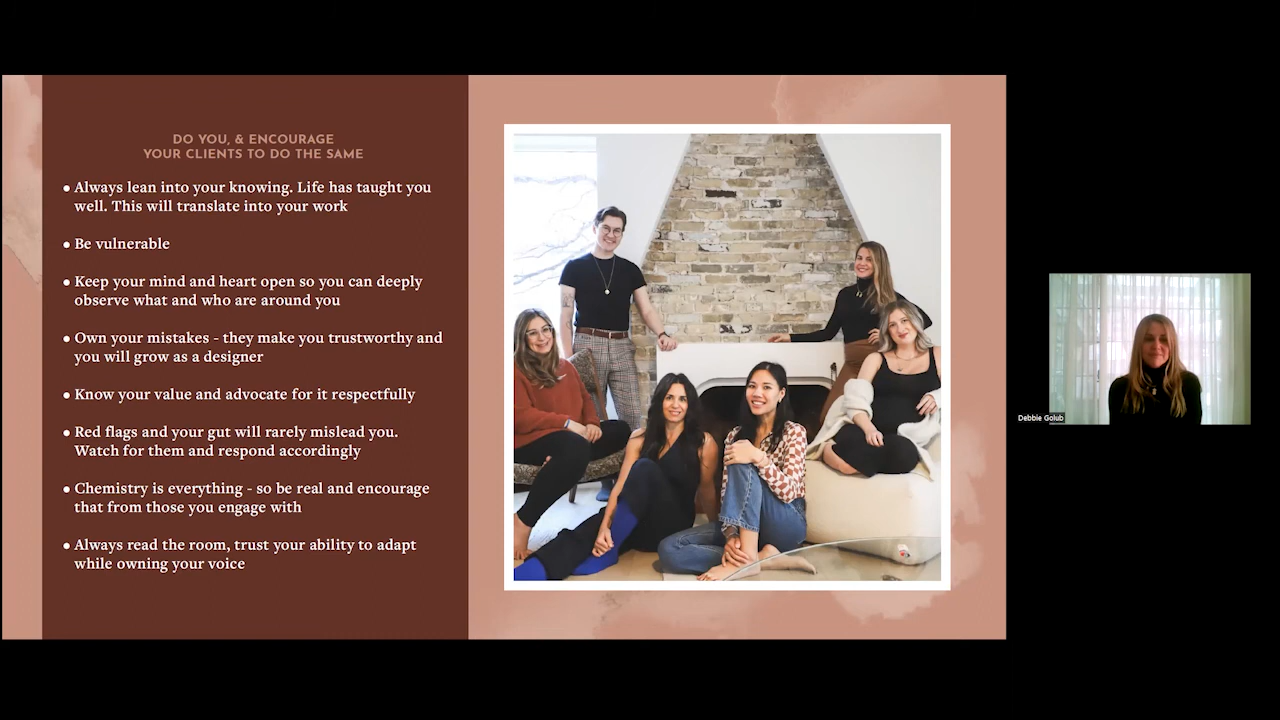 DO YOU, & ENCOURAGE
YOUR CLIENTS TO DO THE SAME
• Always lean into your knowing. Life has taught you
well. This will translate into your work
• Be vulnerable
• Keep your mind and heart open so you can deeply
observe what and who are around you
• Own your mistakes - they make you trustworthy and
you will grow as a designer
• Know your value and advocate for it respectfully
• Red flags and your gut will rarely mislead you.
Watch for them and respond accordingly
• Chemistry is everything - so be real and encourage
that from those you engage with
• Always read the room, trust your ability to adapt
while owning your voice
Debbie Golub